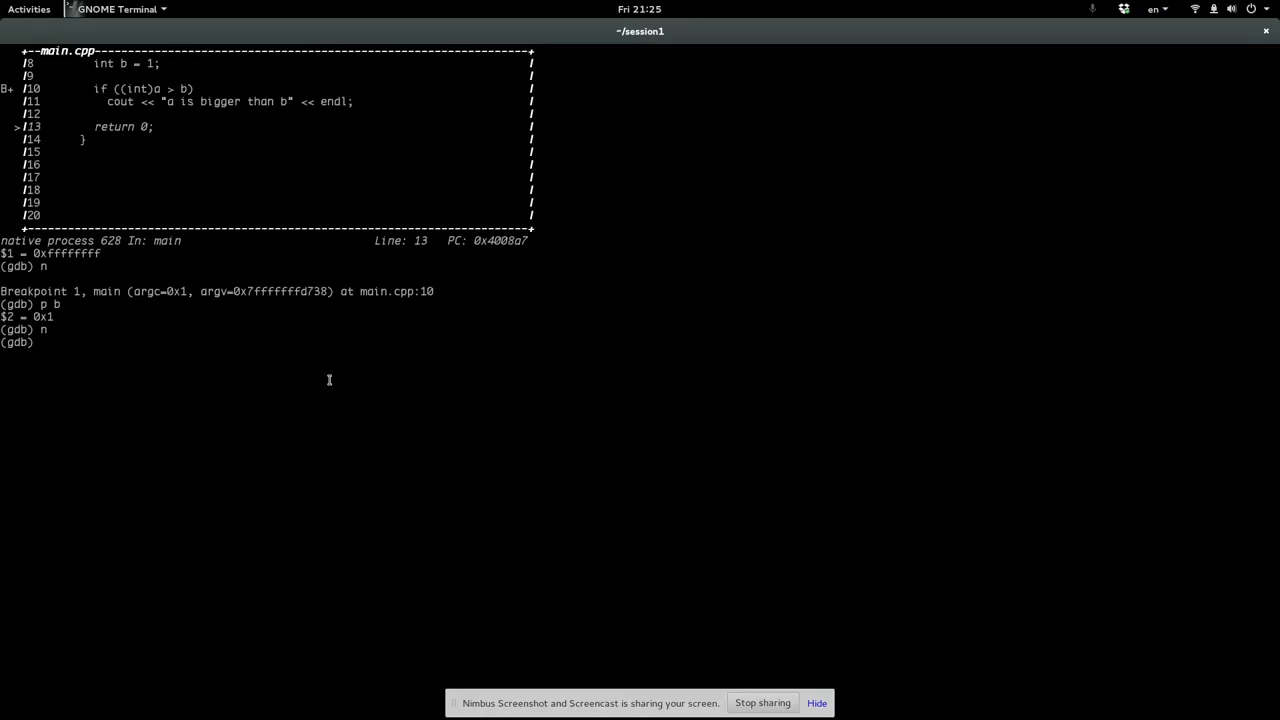 Activities GNOME Terminal Fri 21:25 en
~/session1 ×
+--main.cpp---------------------------------------------------------------+
|8 int b = 1; |
|9 |
B+ |10 if ((int)a > b) |
|11 cout << "a is bigger than b" << endl; |
|12 |
>|13 return 0; |
|14 } |
|15 |
|16 |
|17 |
|18 |
|19 |
|20 |
+--------------------------------------------------------------------------+
native process 628 In: main Line: 13 PC: 0x4008a7
$1 = 0xffffffff
(gdb) n
Breakpoint 1, main (argc=0x1, argv=0x7fffffffd738) at main.cpp:10
(gdb) p b
$2 = 0x1
(gdb) n
(gdb)
Nimbus Screenshot and Screencast is sharing your screen. Stop sharing Hide